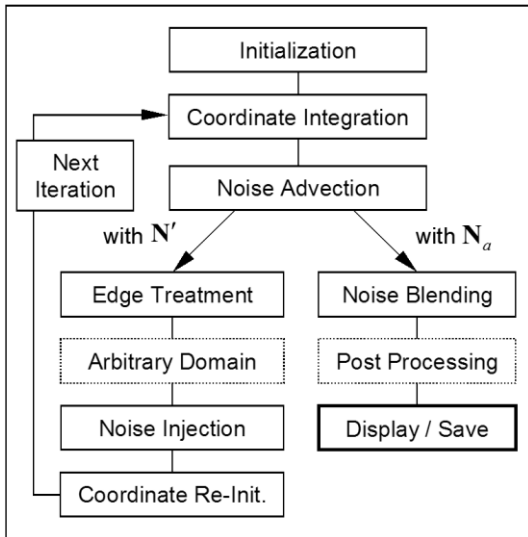 Initialization
Coordinate Integration
Next
Iteration
Noise Advection
with N′
with Nₐ
Edge Treatment
Noise Blending
Arbitrary Domain
Post Processing
Noise Injection
Display / Save
Coordinate Re-Init.